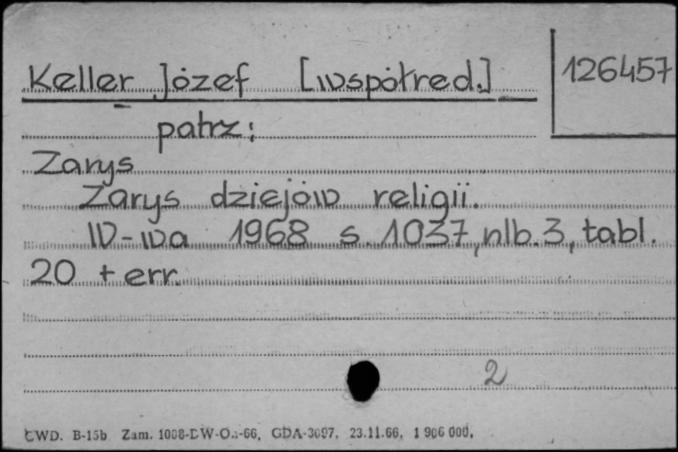 Keller Józef [współred.]
126457
patrz:
Zarys
Zarys dziejów religii.
W-wa 1968 s. 1037, nlb. 3, tabl.
20 + err.
2
CWD. B-15b. Zam. 1008-DW-O.-66, GDA-3097, 23.11.66, 1 906 000.